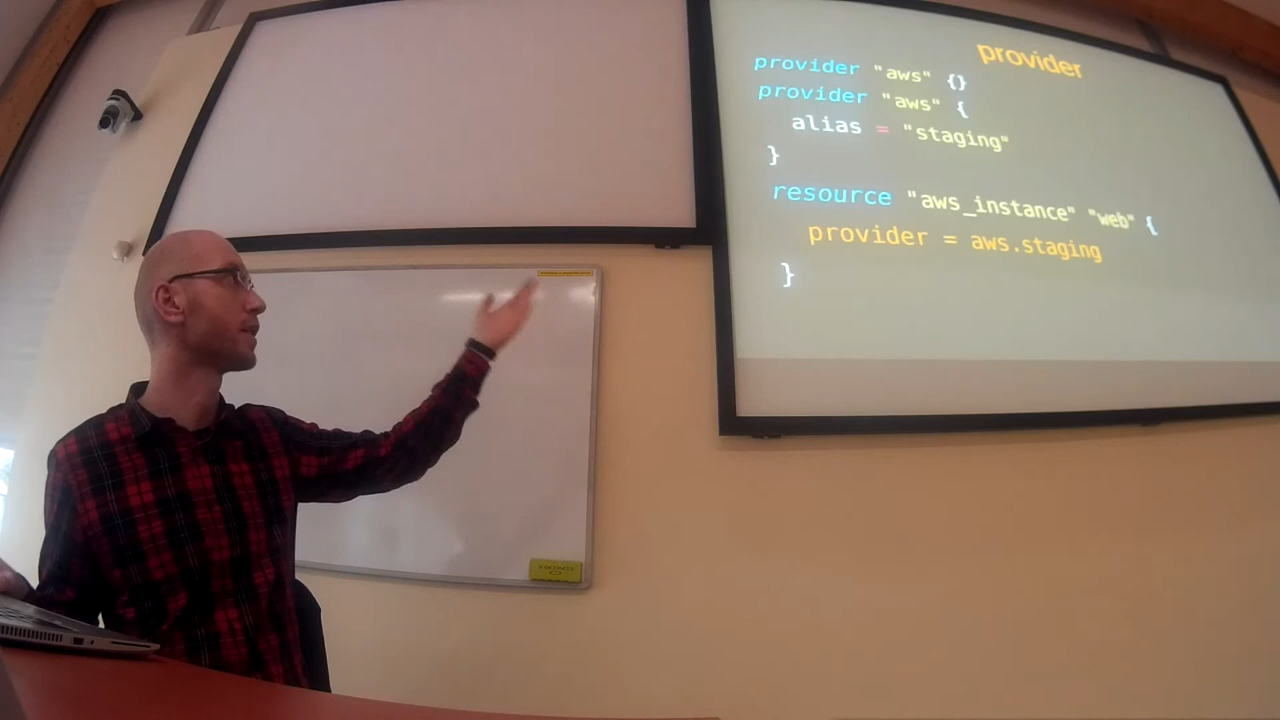 provider
provider "aws" {}
provider "aws" {
alias = "staging"
}
resource "aws_instance" "web" {
provider = aws.staging
}